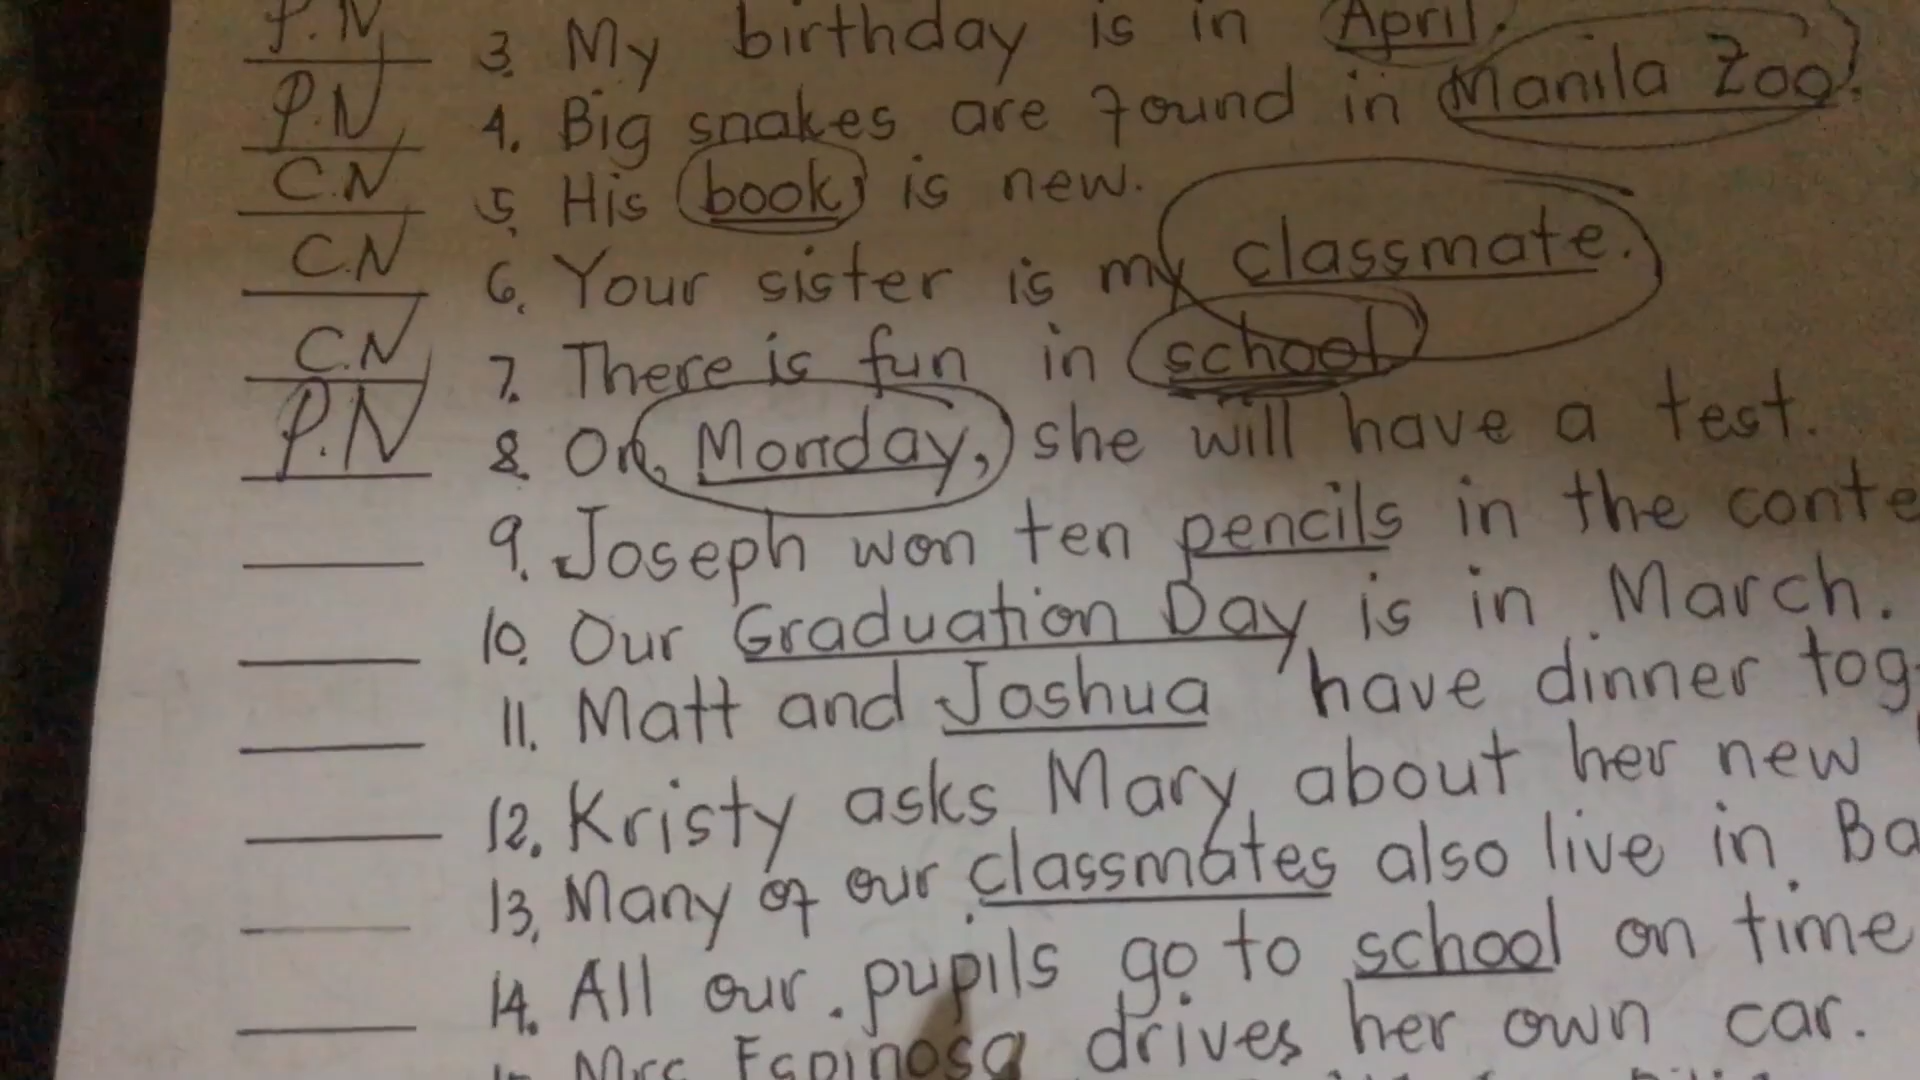 P.N 3. My birthday is in April.
P.N 4. Big snakes are found in Manila Zoo.
C.N 5. His book is new.
C.N 6. Your sister is my classmate.
C.N 7. There is fun in school
P.N 8. On Monday, she will have a test.
9. Joseph won ten pencils in the conte
10. Our Graduation Day is in March.
11. Matt and Joshua have dinner tog
12. Kristy asks Mary about her new
13. Many of our classmates also live in Ba
14. All our pupils go to school on time
Mrs Espinosa drives her own car.